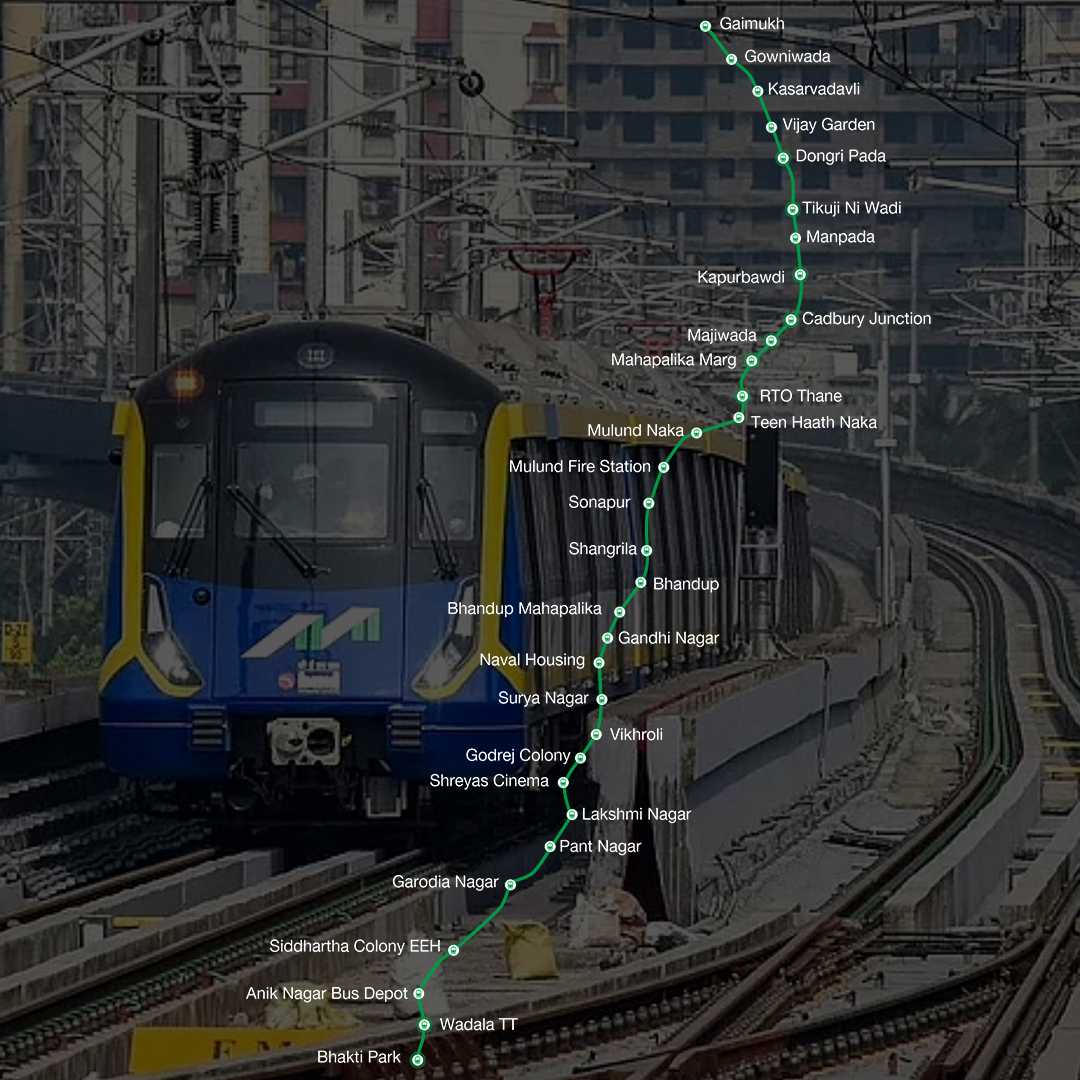 Gaimukh
Gowniwada
Kasarvadavli
Vijay Garden
Dongri Pada
Tikuji Ni Wadi
Manpada
Kapurbawdi
Cadbury Junction
Majiwada
Mahapalika Marg
RTO Thane
Teen Haath Naka
Mulund Naka
Mulund Fire Station
Sonapur
Shangrila
Bhandup
Bhandup Mahapalika
Gandhi Nagar
Naval Housing
Surya Nagar
Vikhroli
Godrej Colony
Shreyas Cinema
Lakshmi Nagar
Pant Nagar
Garodia Nagar
Siddhartha Colony EEH
Anik Nagar Bus Depot
Wadala TT
Bhakti Park